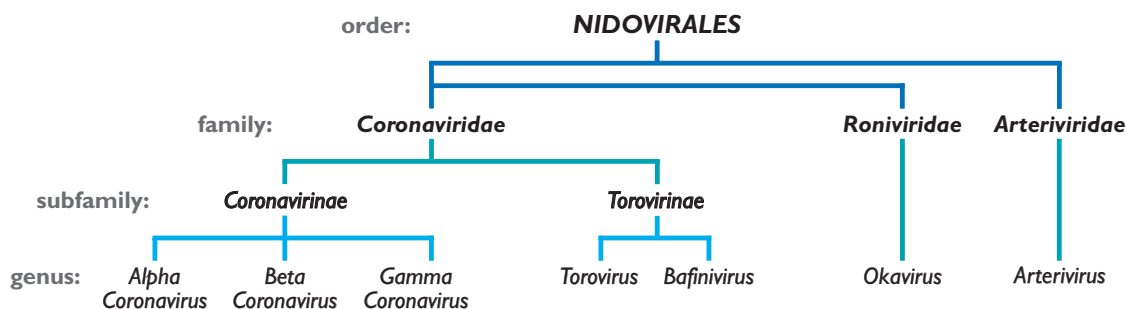 order: NIDOVIRALES
family: Coronaviridae Roniviridae Arteriviridae
subfamily: Coronavirinae Torovirinae
genus: Alpha Beta Gamma Torovirus Bafinivirus Okavirus Arterivirus
Coronavirus Coronavirus Coronavirus